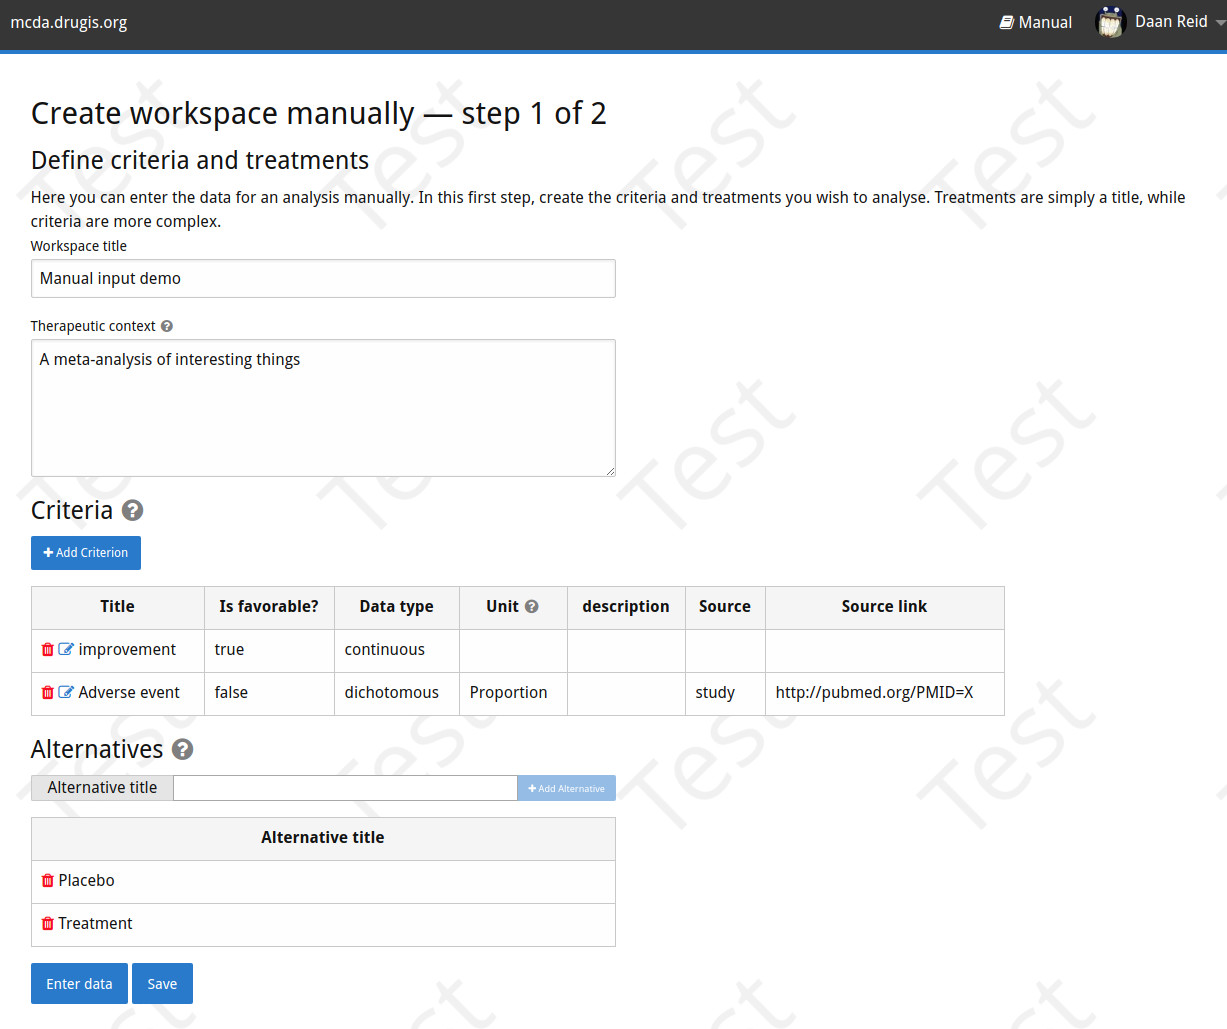 mcda.drugis.org Manual Daan Reid
Create workspace manually — step 1 of 2
Define criteria and treatments
Here you can enter the data for an analysis manually. In this first step, create the criteria and treatments you wish to analyse. Treatments are simply a title, while
criteria are more complex.
Workspace title
Manual input demo
Therapeutic context ?
A meta-analysis of interesting things
Criteria ?
+ Add Criterion
Title Is favorable? Data type Unit ? description Source Source link
improvement true continuous
Adverse event false dichotomous Proportion study http://pubmed.org/PMID=X
Alternatives ?
Alternative title + Add Alternative
Alternative title
Placebo
Treatment
Enter data Save
Test
Test
Test
Test
Test
Test
Test
Test
Test
Test
Test
Test